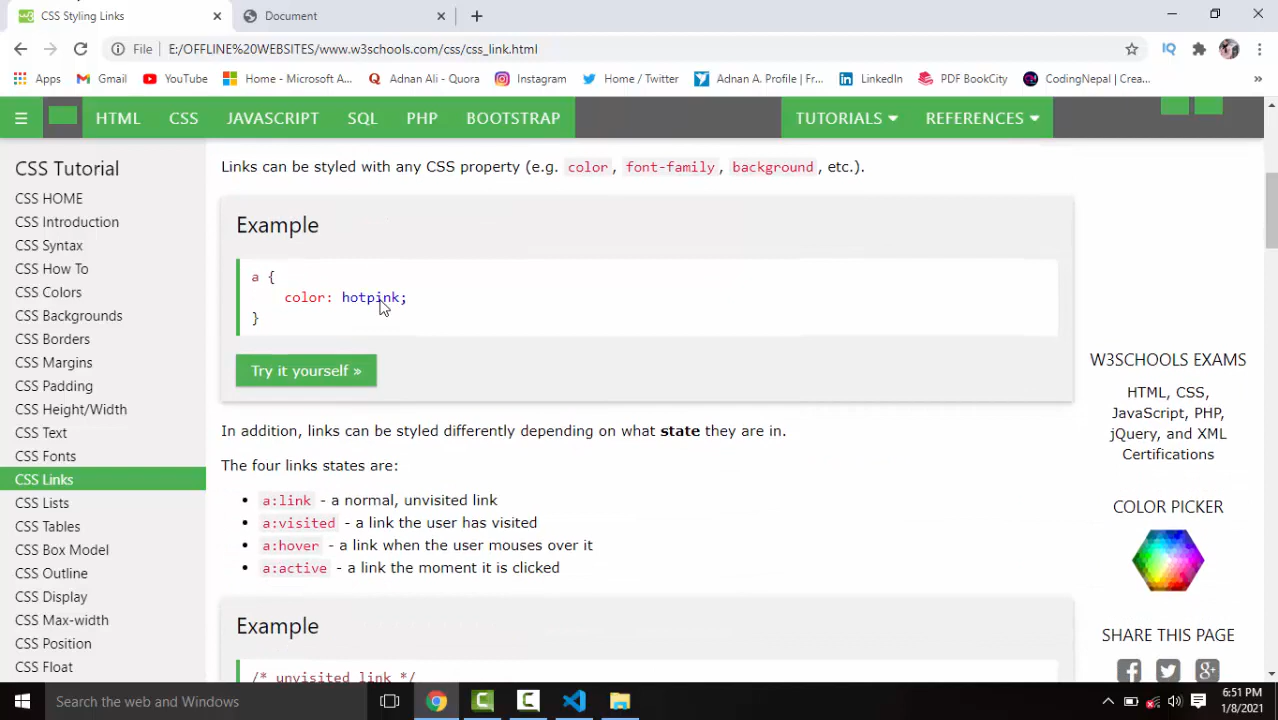 CSS Styling Links
Document
File E:/OFFLINE%20WEBSITES/www.w3schools.com/css/css_link.html
IQ
Apps Gmail YouTube Home - Microsoft A... Adnan Ali - Quora Instagram Home / Twitter Adnan A. Profile | F... LinkedIn PDF BookCity CodingNepal | Crea... »
HTML CSS JAVASCRIPT SQL PHP BOOTSTRAP TUTORIALS REFERENCES
CSS Tutorial
CSS HOME
CSS Introduction
CSS Syntax
CSS How To
CSS Colors
CSS Backgrounds
CSS Borders
CSS Margins
CSS Padding
CSS Height/Width
CSS Text
CSS Fonts
CSS Links
CSS Lists
CSS Tables
CSS Box Model
CSS Outline
CSS Display
CSS Max-width
CSS Position
CSS Float
Links can be styled with any CSS property (e.g. color, font-family, background, etc.).
Example
a {
color: hotpink;
}
Try it yourself »
In addition, links can be styled differently depending on what state they are in.
The four links states are:
• a:link - a normal, unvisited link
• a:visited - a link the user has visited
• a:hover - a link when the user mouses over it
• a:active - a link the moment it is clicked
Example
/* unvisited link */
W3SCHOOLS EXAMS
HTML, CSS,
JavaScript, PHP,
jQuery, and XML
Certifications
COLOR PICKER
SHARE THIS PAGE
Search the web and Windows
6:51 PM
1/8/2021